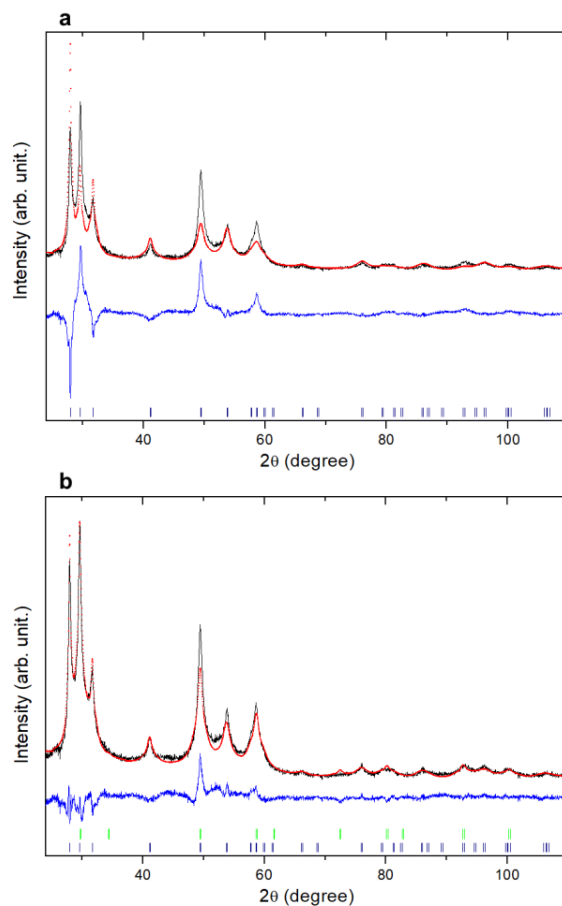 a
Intensity (arb. unit.)
40 60 80 100
2θ (degree)
b
Intensity (arb. unit.)
40 60 80 100
2θ (degree)